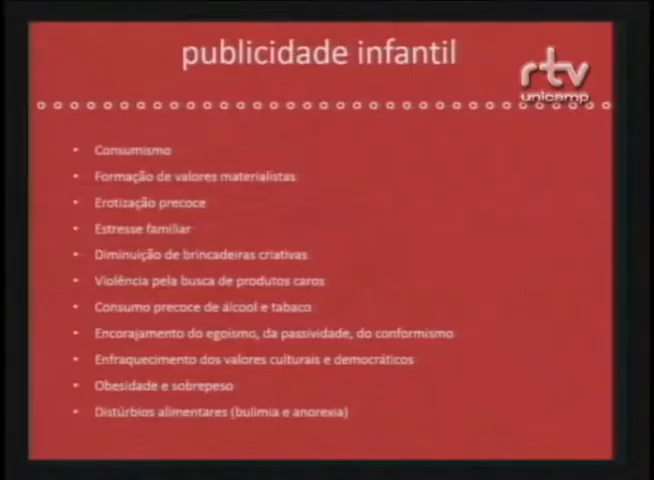 publicidade infantil
rtv
unicamp
• Consumismo
• Formação de valores materialistas
• Erotização precoce
• Estresse familiar
• Diminuição de brincadeiras criativas
• Violência pela busca de produtos caros
• Consumo precoce de álcool e tabaco
• Encorajamento do egoísmo, da passividade, do conformismo
• Enfraquecimento dos valores culturais e democráticos
• Obesidade e sobrepeso
• Distúrbios alimentares (bulimia e anorexia)